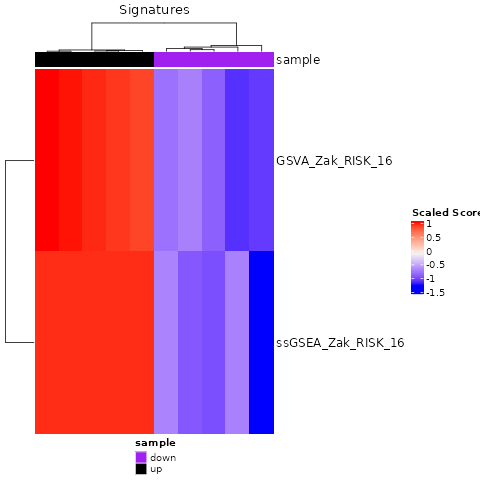 Signatures
sample
GSVA_Zak_RISK_16
Scaled Score
1
0.5
0
-0.5
-1
-1.5
ssGSEA_Zak_RISK_16
sample
down
up